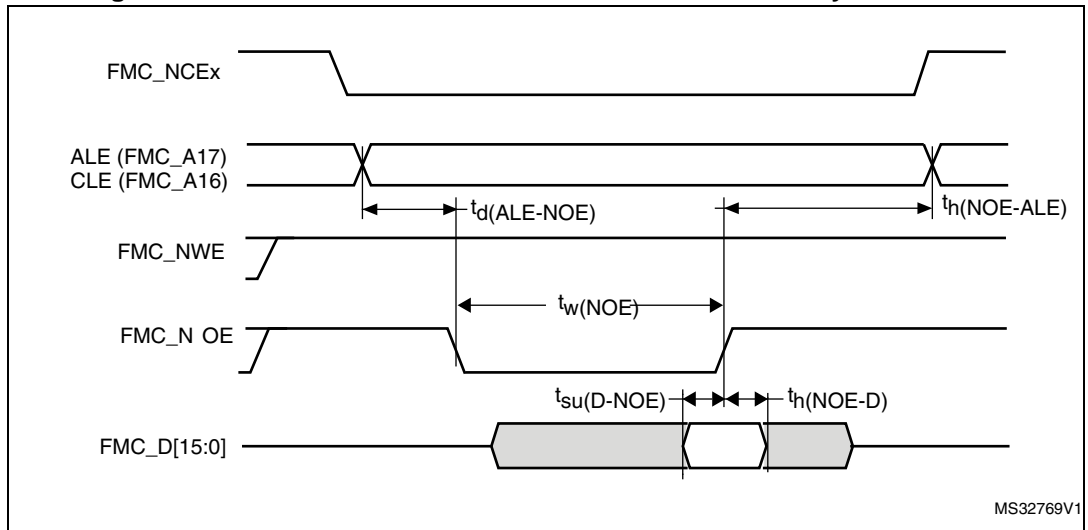 FMC_NCEx
ALE (FMC_A17)
CLE (FMC_A16)
td(ALE-NOE)
th(NOE-ALE)
FMC_NWE
tw(NOE)
FMC_N OE
tsu(D-NOE)
th(NOE-D)
FMC_D[15:0]
MS32769V1